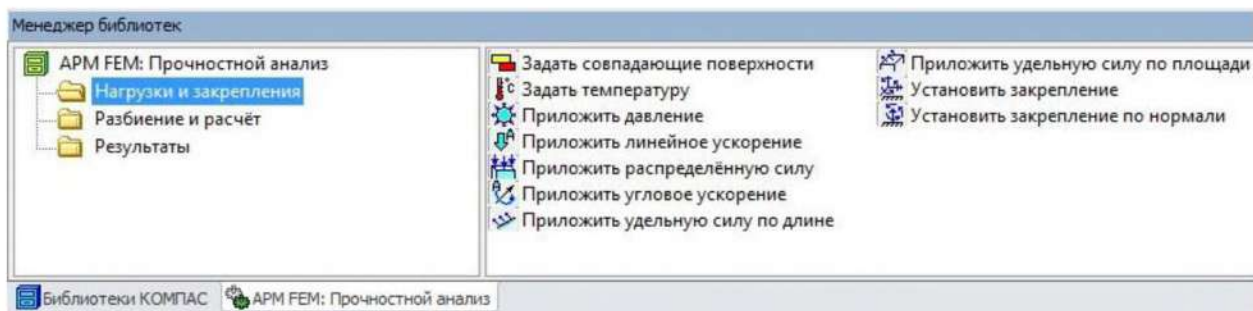 Менеджер библиотек
APM FEM: Прочностной анализ
Нагрузки и закрепления
Разбиение и расчёт
Результаты
Задать совпадающие поверхности
Задать температуру
Приложить давление
Приложить линейное ускорение
Приложить распределённую силу
Приложить угловое ускорение
Приложить удельную силу по длине
Приложить удельную силу по площади
Установить закрепление
Установить закрепление по нормали
Библиотеки КОМПАС
APM FEM: Прочностной анализ